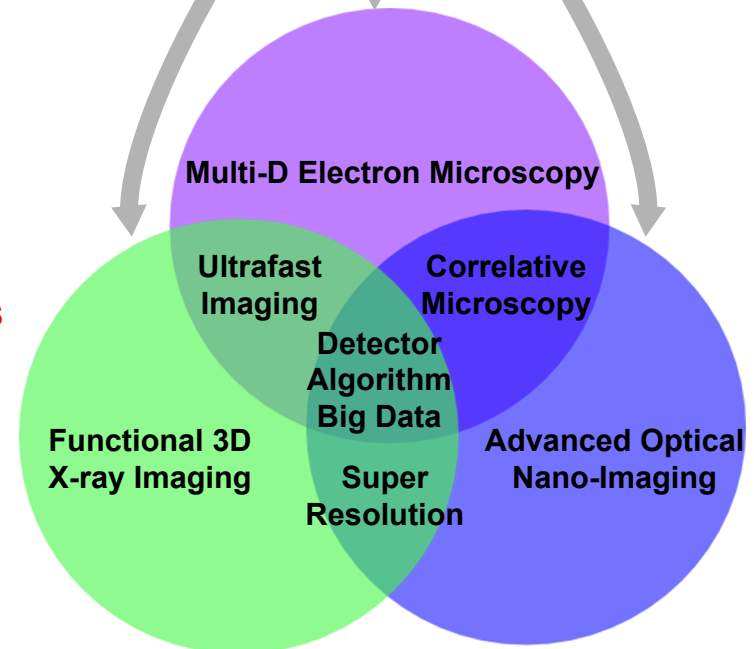 Multi-D Electron Microscopy
Ultrafast
Imaging
Correlative
Microscopy
Detector
Algorithm
Big Data
Functional 3D
X-ray Imaging
Advanced Optical
Nano-Imaging
Super
Resolution